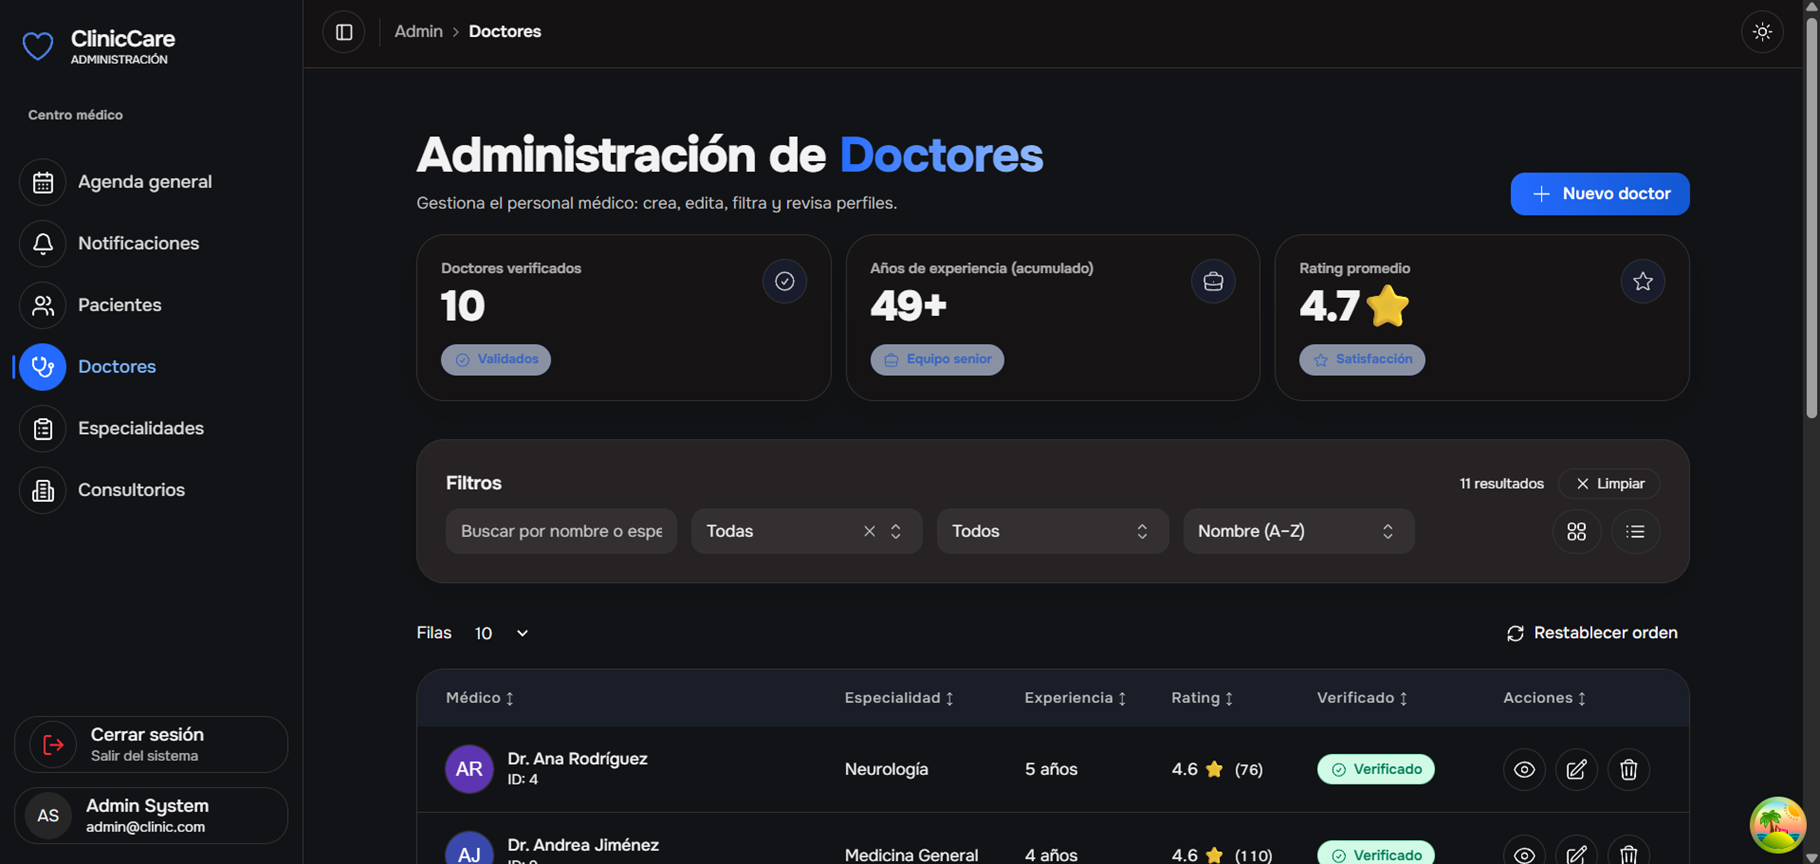 ClinicCare
ADMINISTRACIÓN
Centro médico
Agenda general
Notificaciones
Pacientes
Doctores
Especialidades
Consultorios
Cerrar sesión
Salir del sistema
AS
Admin System
admin@clinic.com
Admin > Doctores
Administración de Doctores
Gestiona el personal médico: crea, edita, filtra y revisa perfiles.
+ Nuevo doctor
Doctores verificados
10
Validados
Años de experiencia (acumulado)
49+
Equipo senior
Rating promedio
4.7
Satisfacción
Filtros
11 resultados
Limpiar
Buscar por nombre o espe
Todas
Todos
Nombre (A–Z)
Filas 10
Restablecer orden
Médico Especialidad Experiencia Rating Verificado Acciones
AR Dr. Ana Rodríguez
ID: 4
Neurología 5 años 4.6 (76) Verificado
AJ Dr. Andrea Jiménez
Medicina General 4 años 4.6 (110) Verificado